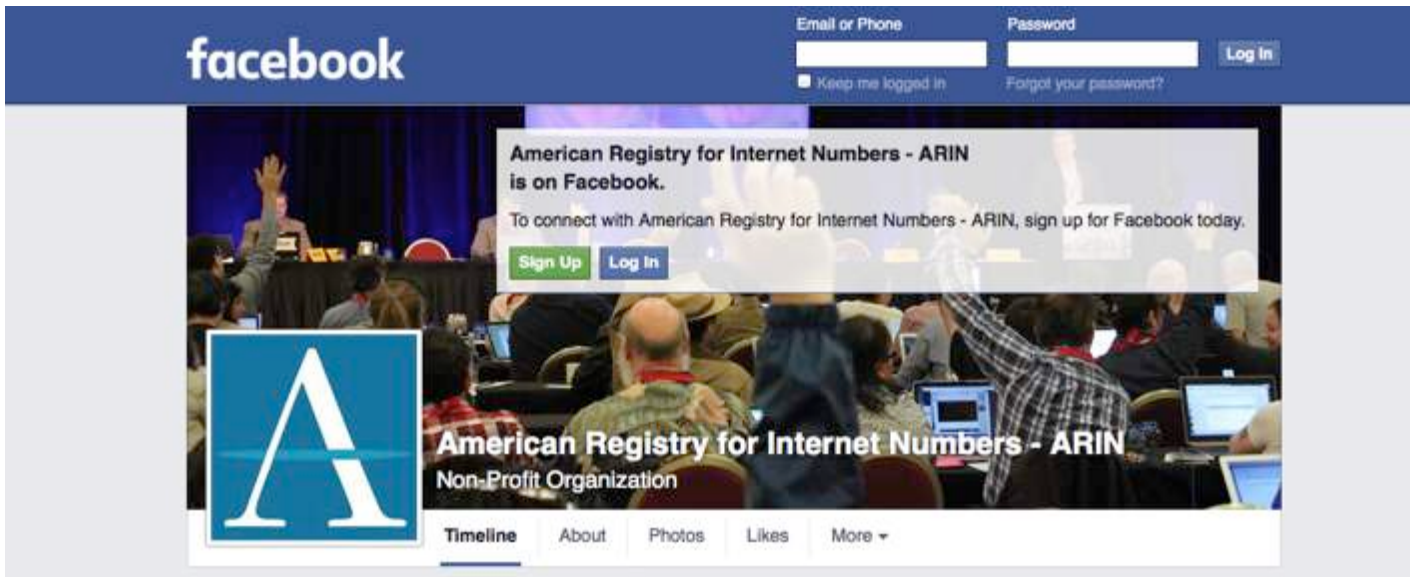 facebook
Email or Phone
Password
Log In
Keep me logged in
Forgot your password?
American Registry for Internet Numbers - ARIN
is on Facebook.
To connect with American Registry for Internet Numbers - ARIN, sign up for Facebook today.
Sign Up
Log In
A
American Registry for Internet Numbers - ARIN
Non-Profit Organization
Timeline
About
Photos
Likes
More